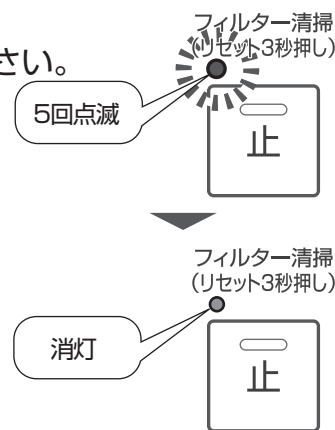 フィルター清掃
(リセット3秒押し)
さい。
5回点滅
止
フィルター清掃
(リセット3秒押し)
消灯
止